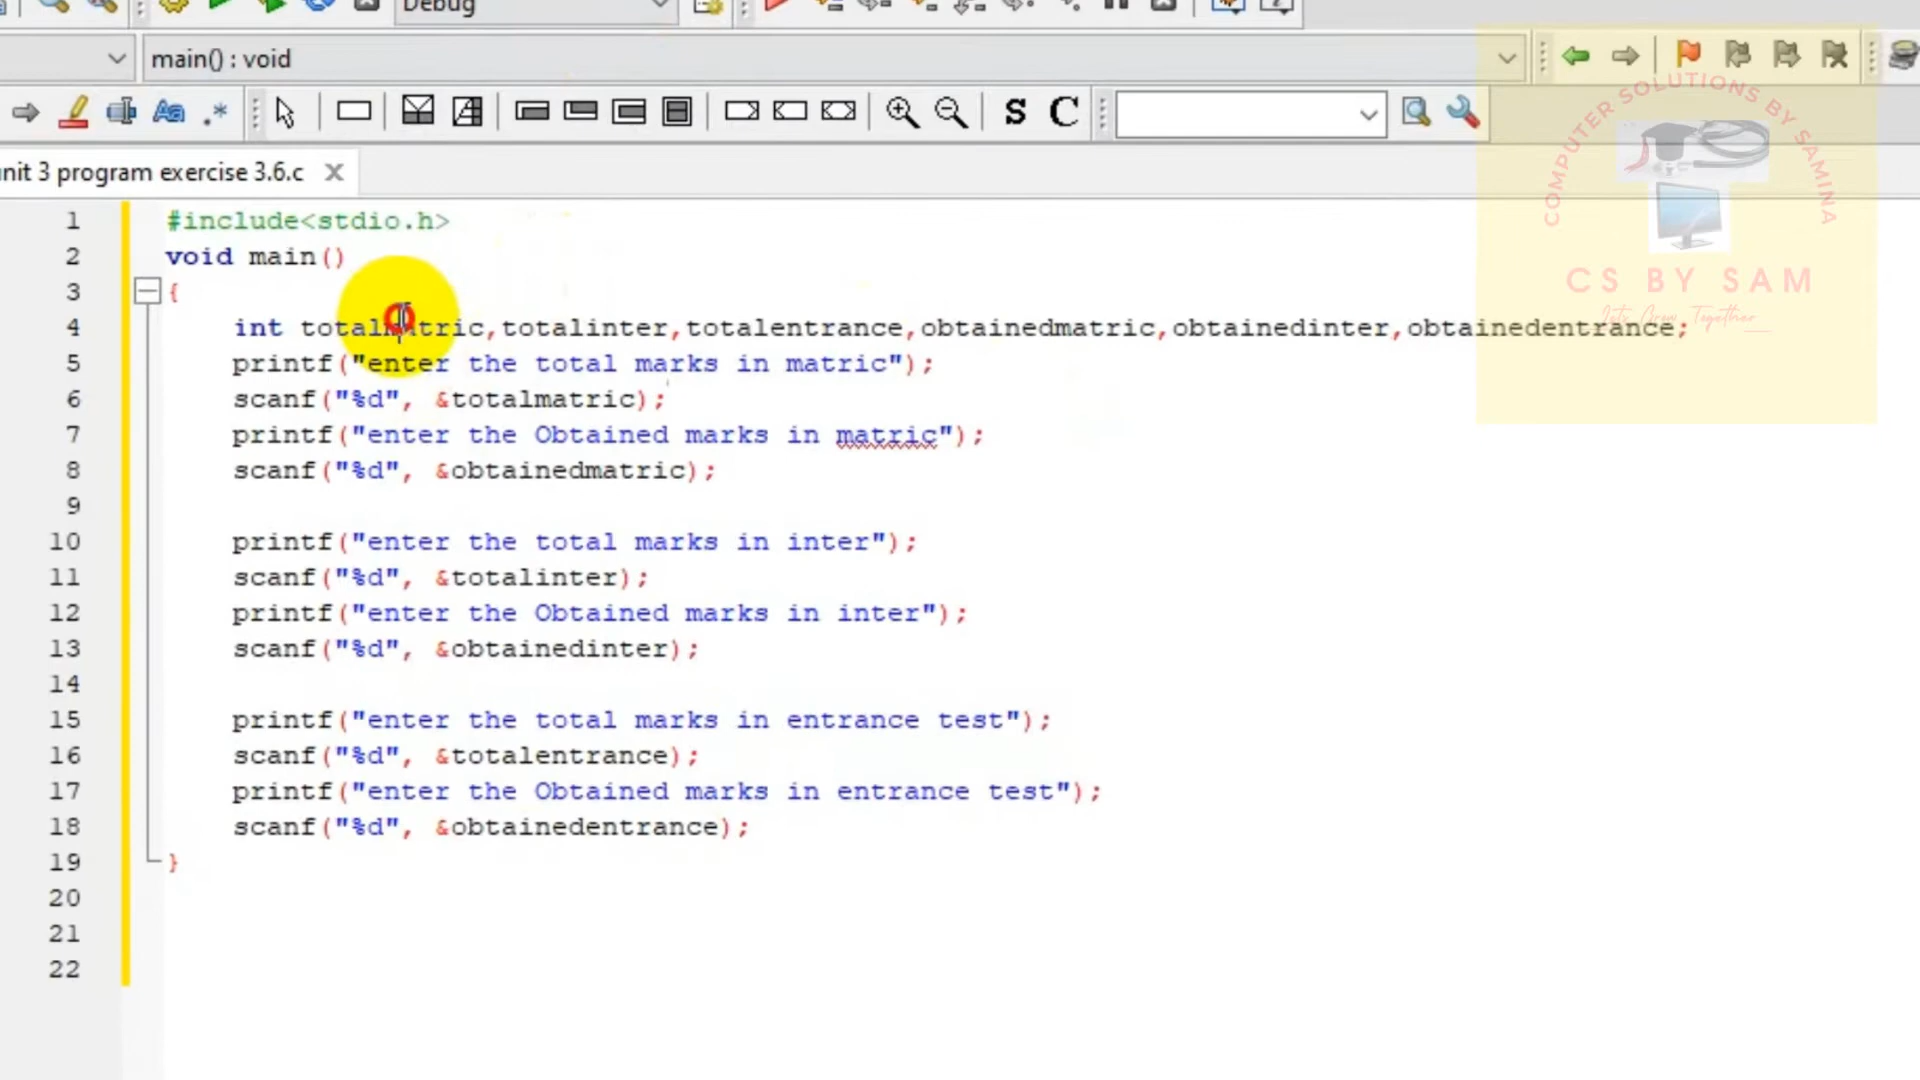 Debug
main() : void
S C
nit 3 program exercise 3.6.c
1 #include<stdio.h>
2 void main()
3 {
4 int totalmatric,totalinter,totalentrance,obtainedmatric,obtainedinter,obtainedentrance;
5 printf("enter the total marks in matric");
6 scanf("%d", &totalmatric);
7 printf("enter the Obtained marks in matric");
8 scanf("%d", &obtainedmatric);
9
10 printf("enter the total marks in inter");
11 scanf("%d", &totalinter);
12 printf("enter the Obtained marks in inter");
13 scanf("%d", &obtainedinter);
14
15 printf("enter the total marks in entrance test");
16 scanf("%d", &totalentrance);
17 printf("enter the Obtained marks in entrance test");
18 scanf("%d", &obtainedentrance);
19 }
20
21
22
COMPUTER SOLUTIONS BY SAMINA
CS BY SAM
Lets Grow Together